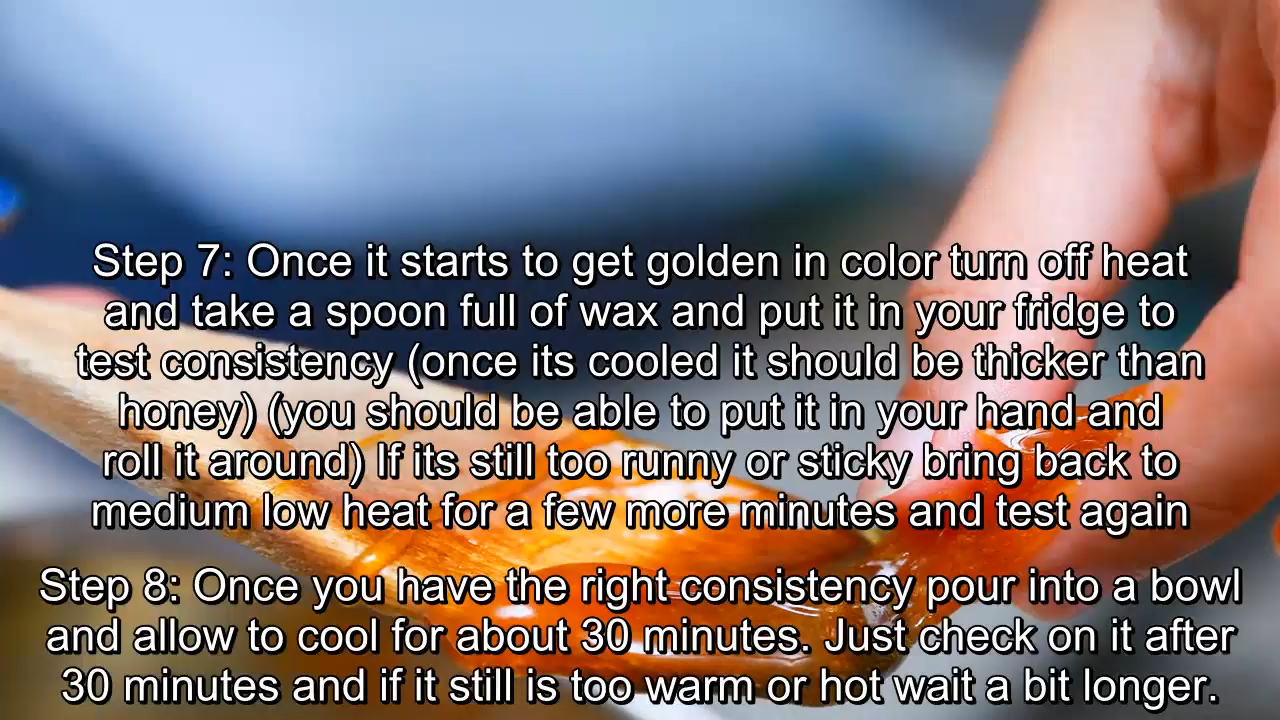 Step 7: Once it starts to get golden in color turn off heat
and take a spoon full of wax and put it in your fridge to
test consistency (once its cooled it should be thicker than
honey) (you should be able to put it in your hand and
roll it around) If its still too runny or sticky bring back to
medium low heat for a few more minutes and test again
Step 8: Once you have the right consistency pour into a bowl
and allow to cool for about 30 minutes. Just check on it after
30 minutes and if it still is too warm or hot wait a bit longer.